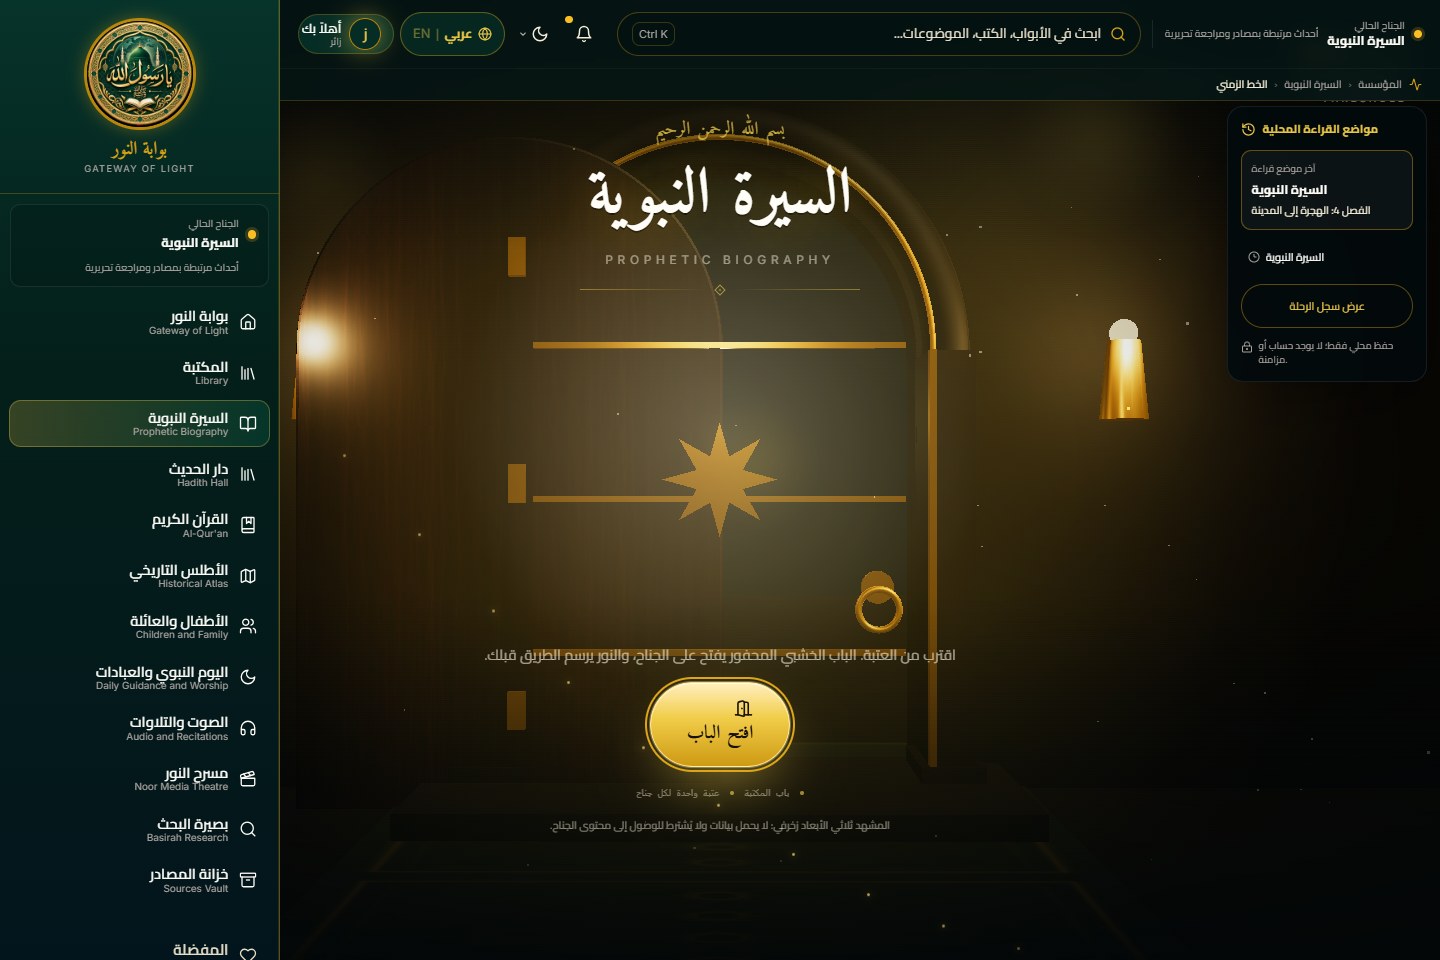 الجناح الحالي
السيرة النبوية
أحداث مرتبطة بمصادر ومراجعة تحريرية
ابحث في الأبواب، الكتب، الموضوعات...
Ctrl K
عربي | EN
ز
أهلاً بك
زائر
المؤسسة ‹ السيرة النبوية ‹ الخط الزمني
يا رسول الله
بوابة النور
GATEWAY OF LIGHT
الجناح الحالي
السيرة النبوية
أحداث مرتبطة بمصادر ومراجعة تحريرية
بوابة النور
Gateway of Light
المكتبة
Library
السيرة النبوية
Prophetic Biography
دار الحديث
Hadith Hall
القرآن الكريم
Al-Qur'an
الأطلس التاريخي
Historical Atlas
الأطفال والعائلة
Children and Family
اليوم النبوي والعبادات
Daily Guidance and Worship
الصوت والتلاوات
Audio and Recitations
مسرح النور
Noor Media Theatre
بصيرة البحث
Basirah Research
خزانة المصادر
Sources Vault
المفضلة
مواضع القراءة المحلية
آخر موضع قراءة
السيرة النبوية
الفصل 4: الهجرة إلى المدينة
السيرة النبوية
عرض سجل الرحلة
حفظ محلي فقط؛ لا يوجد حساب أو
مزامنة.
بسم الله الرحمن الرحيم
السيرة النبوية
PROPHETIC BIOGRAPHY
اقترب من العتبة. الباب الخشبي المحفور يفتح على الجناح، والنور يرسم الطريق قبلك.
افتح الباب
باب المكتبة • عتبة واحدة لكل جناح
المشهد ثلاثي الأبعاد زخرفي؛ لا يحمل بيانات ولا يُشترط للوصول إلى محتوى الجناح.